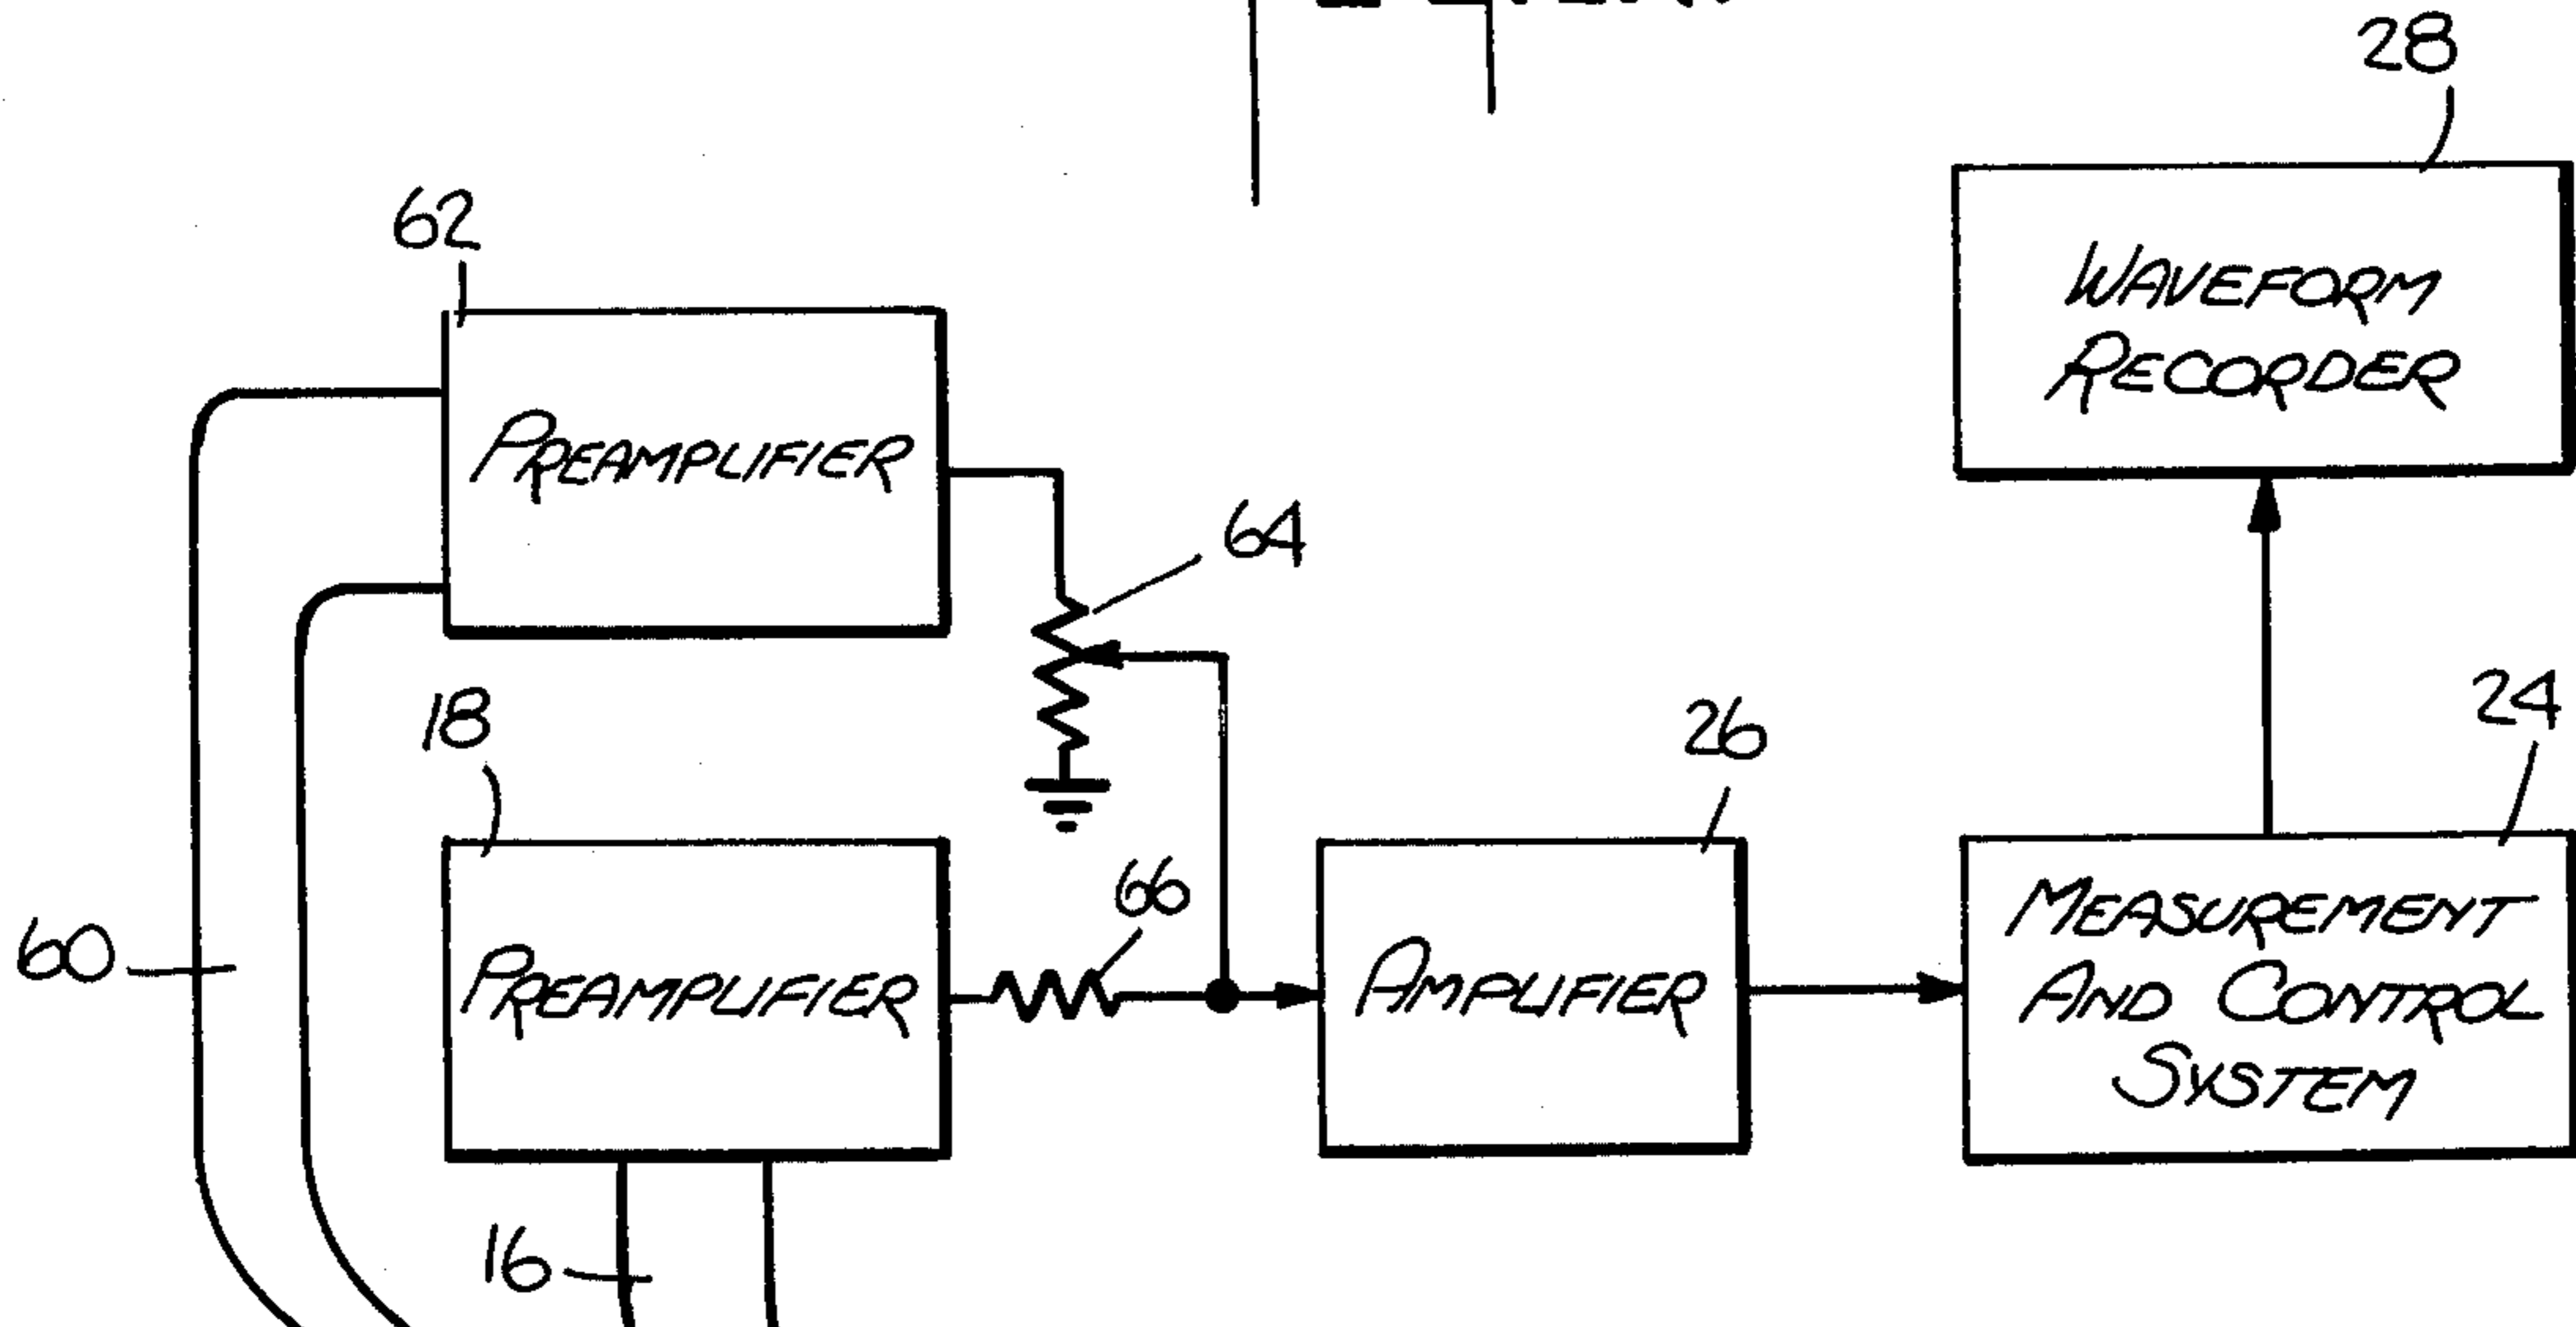 28
62
WAVEFORM
RECORDER
PREAMPLIFIER
64
18
26
24
66
60
PREAMPLIFIER
AMPLIFIER
MEASUREMENT
AND CONTROL
SYSTEM
16